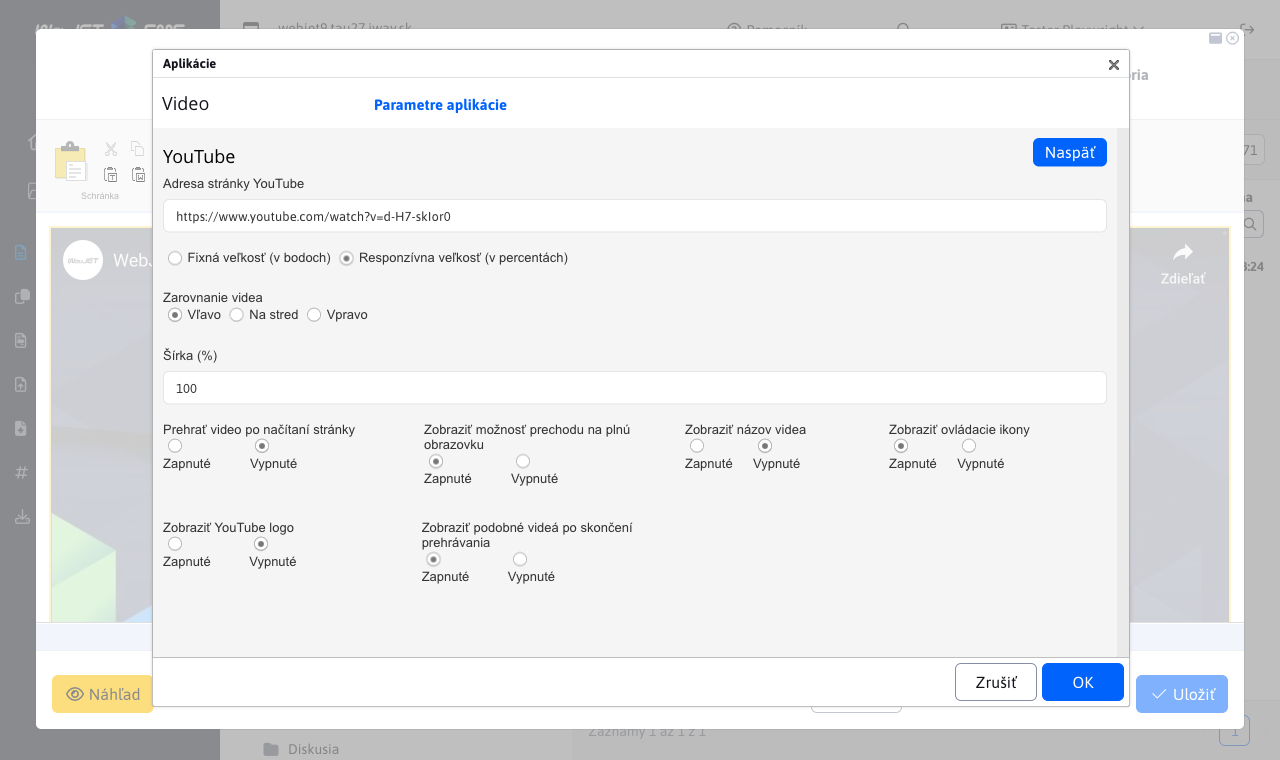 webjet9.tau27.iway.sk
Pomocník
Tester Playwright
Aplikácie
Video
Parametre aplikácie
YouTube
Naspäť
Adresa stránky YouTube
https://www.youtube.com/watch?v=d-H7-skIor0
Fixná veľkosť (v bodoch) Responzívna veľkosť (v percentách)
Zarovnanie videa
Vľavo Na stred Vpravo
Šírka (%)
100
Prehrať video po načítaní stránky
Zapnuté Vypnuté
Zobraziť možnosť prechodu na plnú
obrazovku
Zapnuté Vypnuté
Zobraziť názov videa
Zapnuté Vypnuté
Zobraziť ovládacie ikony
Zapnuté Vypnuté
Zobraziť YouTube logo
Zapnuté Vypnuté
Zobraziť podobné videá po skončení
prehrávania
Zapnuté Vypnuté
Zrušiť OK
Schránka
WebJET
Zdieľať
71
3:24
Náhľad
Uložiť
Diskusia
Záznamy 1 až 1 z 1
1